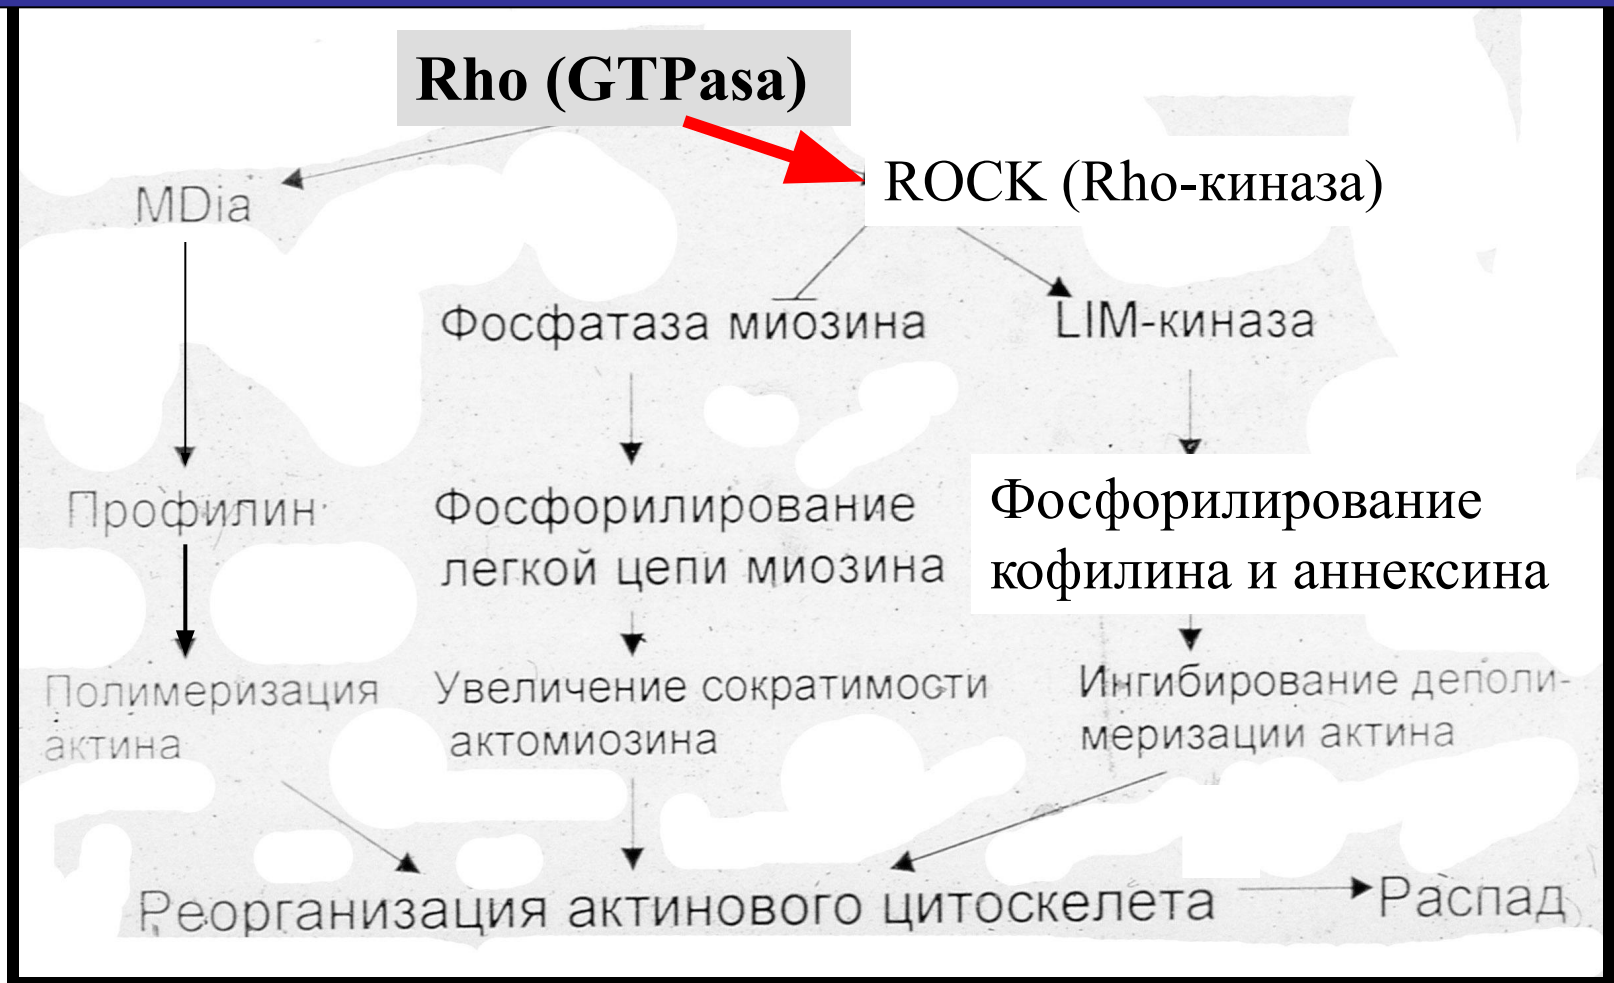 Rho (GTPasa)
ROCK (Rho-киназа)
MDia
Фосфатаза миозина
LIM-киназа
Профилин
Фосфорилирование
легкой цепи миозина
Фосфорилирование
кофилина и аннексина
Полимеризация
актина
Увеличение сократимости
актомиозина
Ингибирование деполи-
меризации актина
Реорганизация актинового цитоскелета
Распад